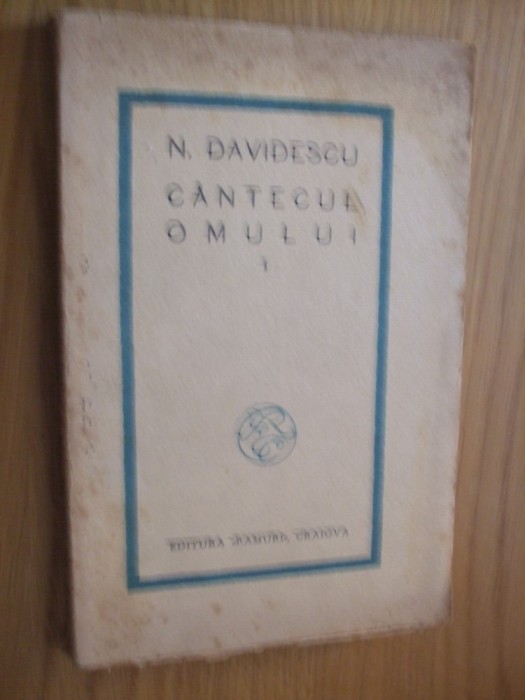 N. DAVIDESCU
CÂNTECUL
OMULUI
I
EDITURA „RAMURI”, CRAIOVA